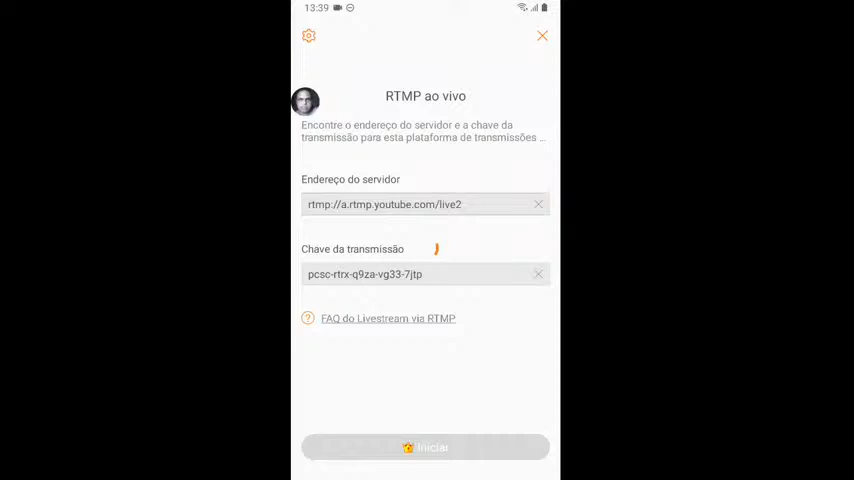 13:39
RTMP ao vivo
Encontre o endereço do servidor e a chave da
transmissão para esta plataforma de transmissões ...
Endereço do servidor
rtmp://a.rtmp.youtube.com/live2
Chave da transmissão
pcsc-rtrx-q9za-vg33-7jtp
FAQ do Livestream via RTMP
Iniciar